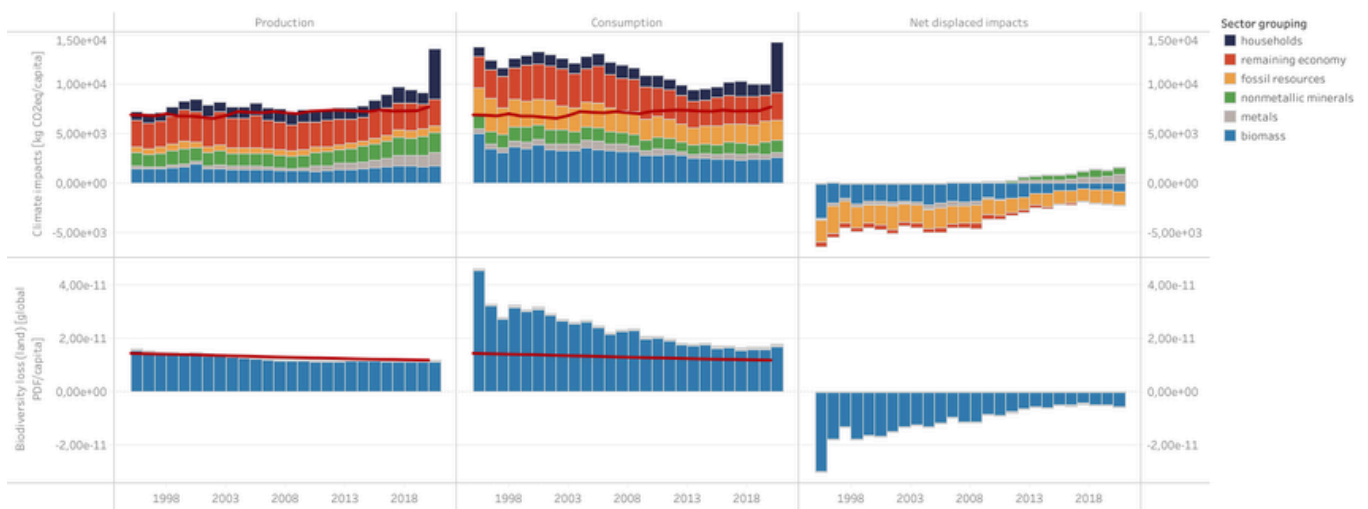 Production Consumption Net displaced impacts
Sector grouping
households
remaining economy
fossil resources
nonmetallic minerals
metals
biomass
Climate impacts [kg CO2eq/capita]
1,50e+04 1,50e+04
1,00e+04 1,00e+04
5,00e+03 5,00e+03
0,00e+00 0,00e+00
-5,00e+03 -5,00e+03
Biodiversity loss (land) [global
PDF/capita]
4,00e-11 4,00e-11
2,00e-11 2,00e-11
0,00e+00 0,00e+00
-2,00e-11 -2,00e-11
1998 2003 2008 2013 2018 1998 2003 2008 2013 2018 1998 2003 2008 2013 2018